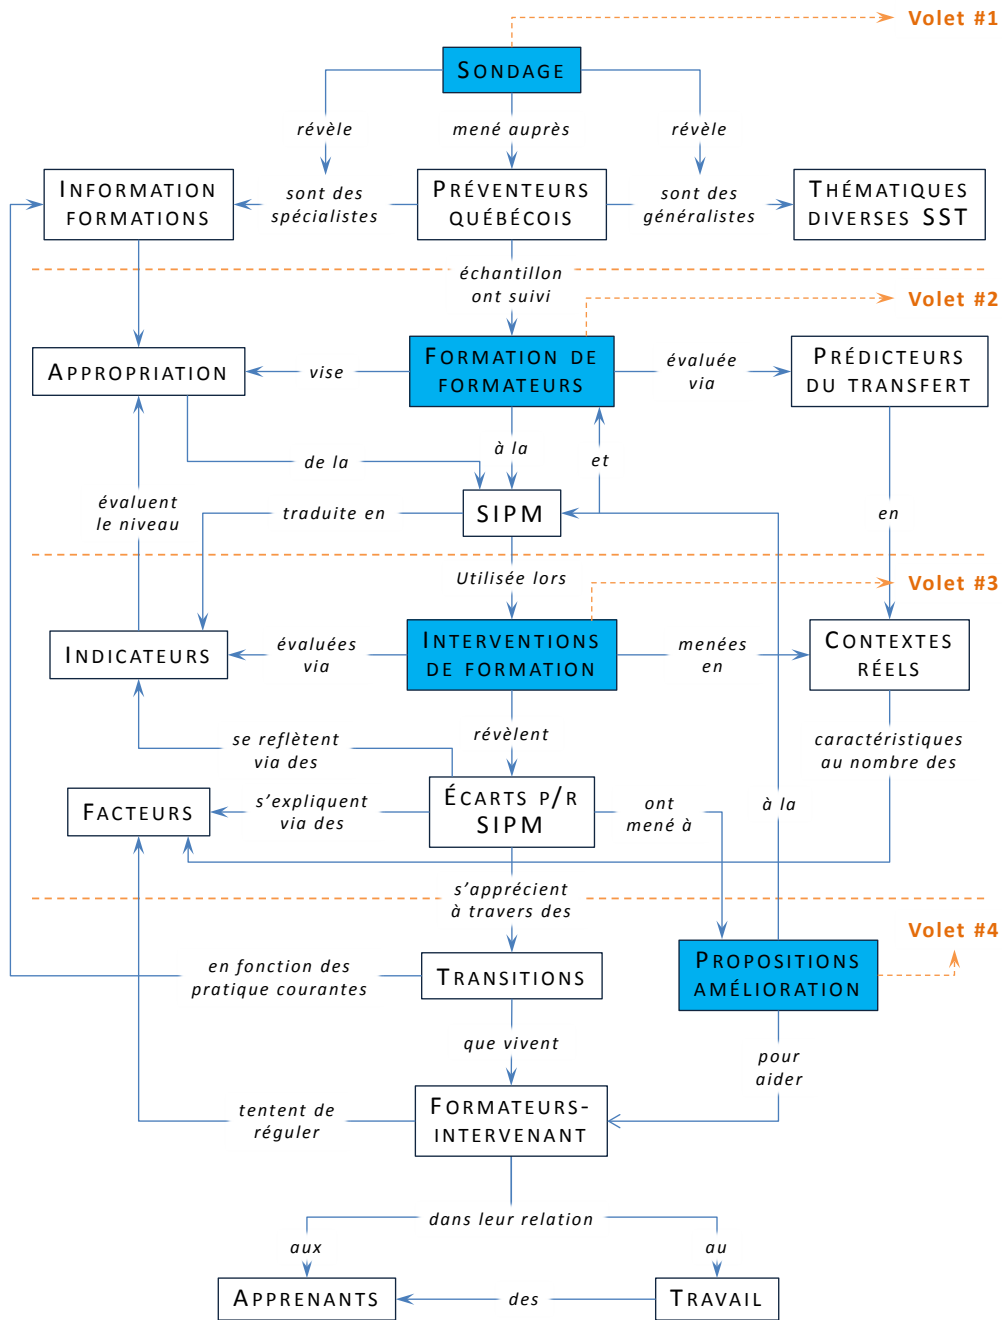 Volet #1
SONDAGE
révèle
mené auprès
révèle
INFORMATION
FORMATIONS
sont des
spécialistes
PRÉVENTEURS
QUÉBÉCOIS
sont des
généralistes
THÉMATIQUES
DIVERSES SST
échantillon
ont suivi
Volet #2
APPROPRIATION
vise
FORMATION DE
FORMATEURS
évaluée
via
PRÉDICTEURS
DU TRANSFERT
de la
à la
et
évaluent
le niveau
traduite en
SIPM
en
Utilisée lors
Volet #3
INDICATEURS
évaluées
via
INTERVENTIONS
DE FORMATION
menées
en
CONTEXTES
RÉELS
se reflètent
via des
révèlent
caractéristiques
au nombre des
FACTEURS
s'expliquent
via des
ÉCARTS P/R
SIPM
ont
mené à
à la
s'apprécient
à travers des
Volet #4
en fonction des
pratique courantes
TRANSITIONS
PROPOSITIONS
AMÉLIORATION
que vivent
pour
aider
tentent de
réguler
FORMATEURS-
INTERVENANT
dans leur relation
aux
au
APPRENANTS
des
TRAVAIL